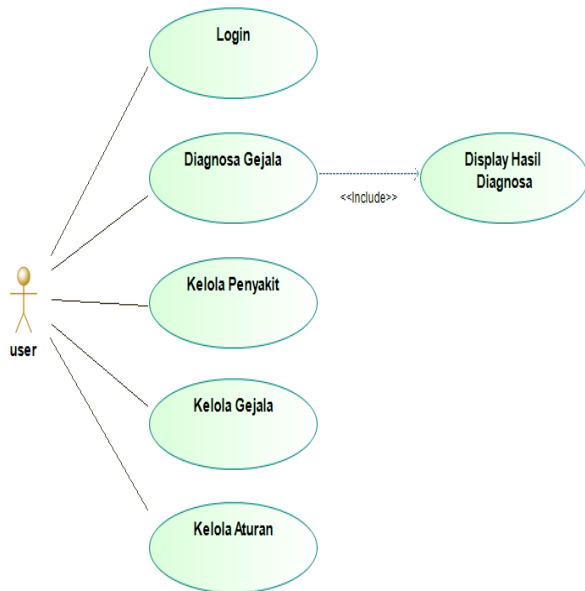 Login
Diagnosa Gejala
<<Include>>
Display Hasil
Diagnosa
Kelola Penyakit
user
Kelola Gejala
Kelola Aturan